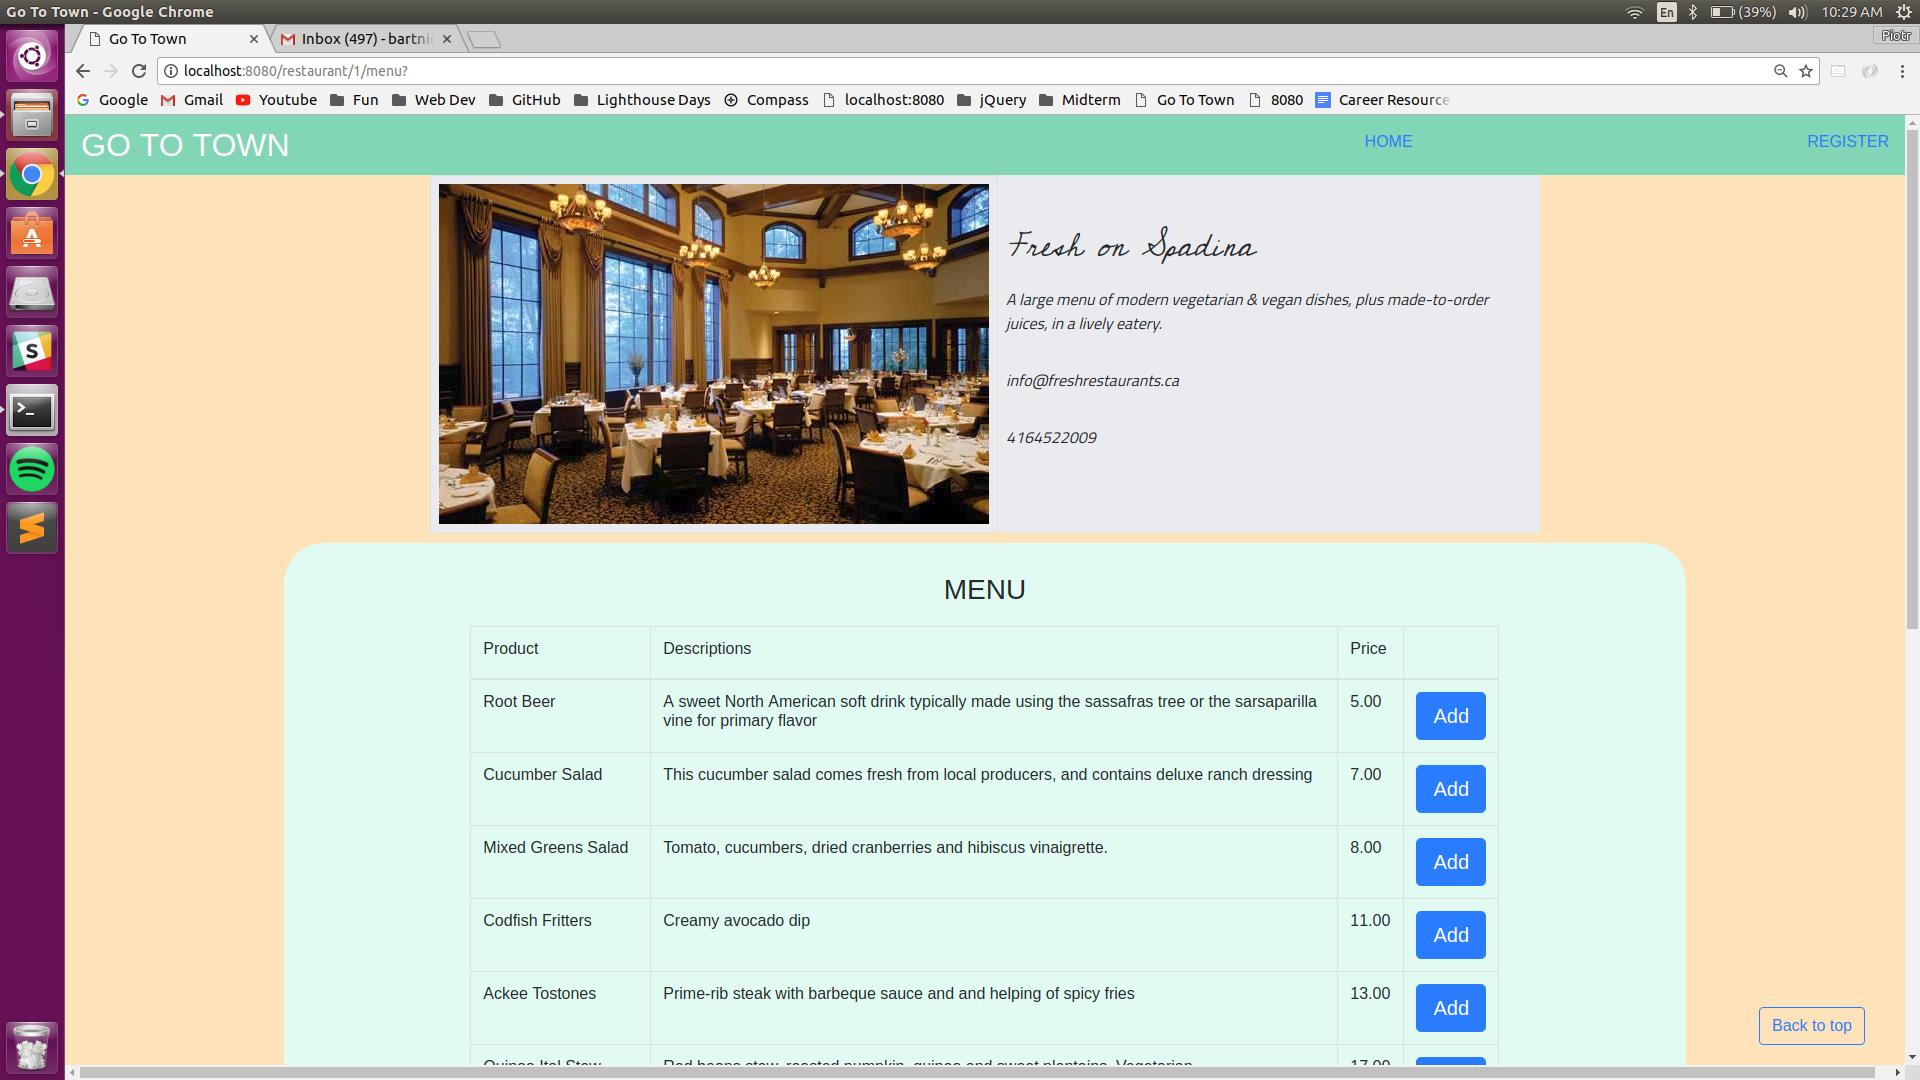 Go To Town - Google Chrome
En
(39%)
10:29 AM
Go To Town
Inbox (497) - bartni
Piotr
localhost:8080/restaurant/1/menu?
Google
Gmail
Youtube
Fun
Web Dev
GitHub
Lighthouse Days
Compass
localhost:8080
jQuery
Midterm
Go To Town
8080
Career Resource
GO TO TOWN
HOME
REGISTER
Fresh on Spadina
A large menu of modern vegetarian & vegan dishes, plus made-to-order
juices, in a lively eatery.
info@freshrestaurants.ca
4164522009
MENU
Product Descriptions Price
Root Beer A sweet North American soft drink typically made using the sassafras tree or the sarsaparilla 5.00 Add
vine for primary flavor
Cucumber Salad This cucumber salad comes fresh from local producers, and contains deluxe ranch dressing 7.00 Add
Mixed Greens Salad Tomato, cucumbers, dried cranberries and hibiscus vinaigrette. 8.00 Add
Codfish Fritters Creamy avocado dip 11.00 Add
Ackee Tostones Prime-rib steak with barbeque sauce and and helping of spicy fries 13.00 Add
Back to top